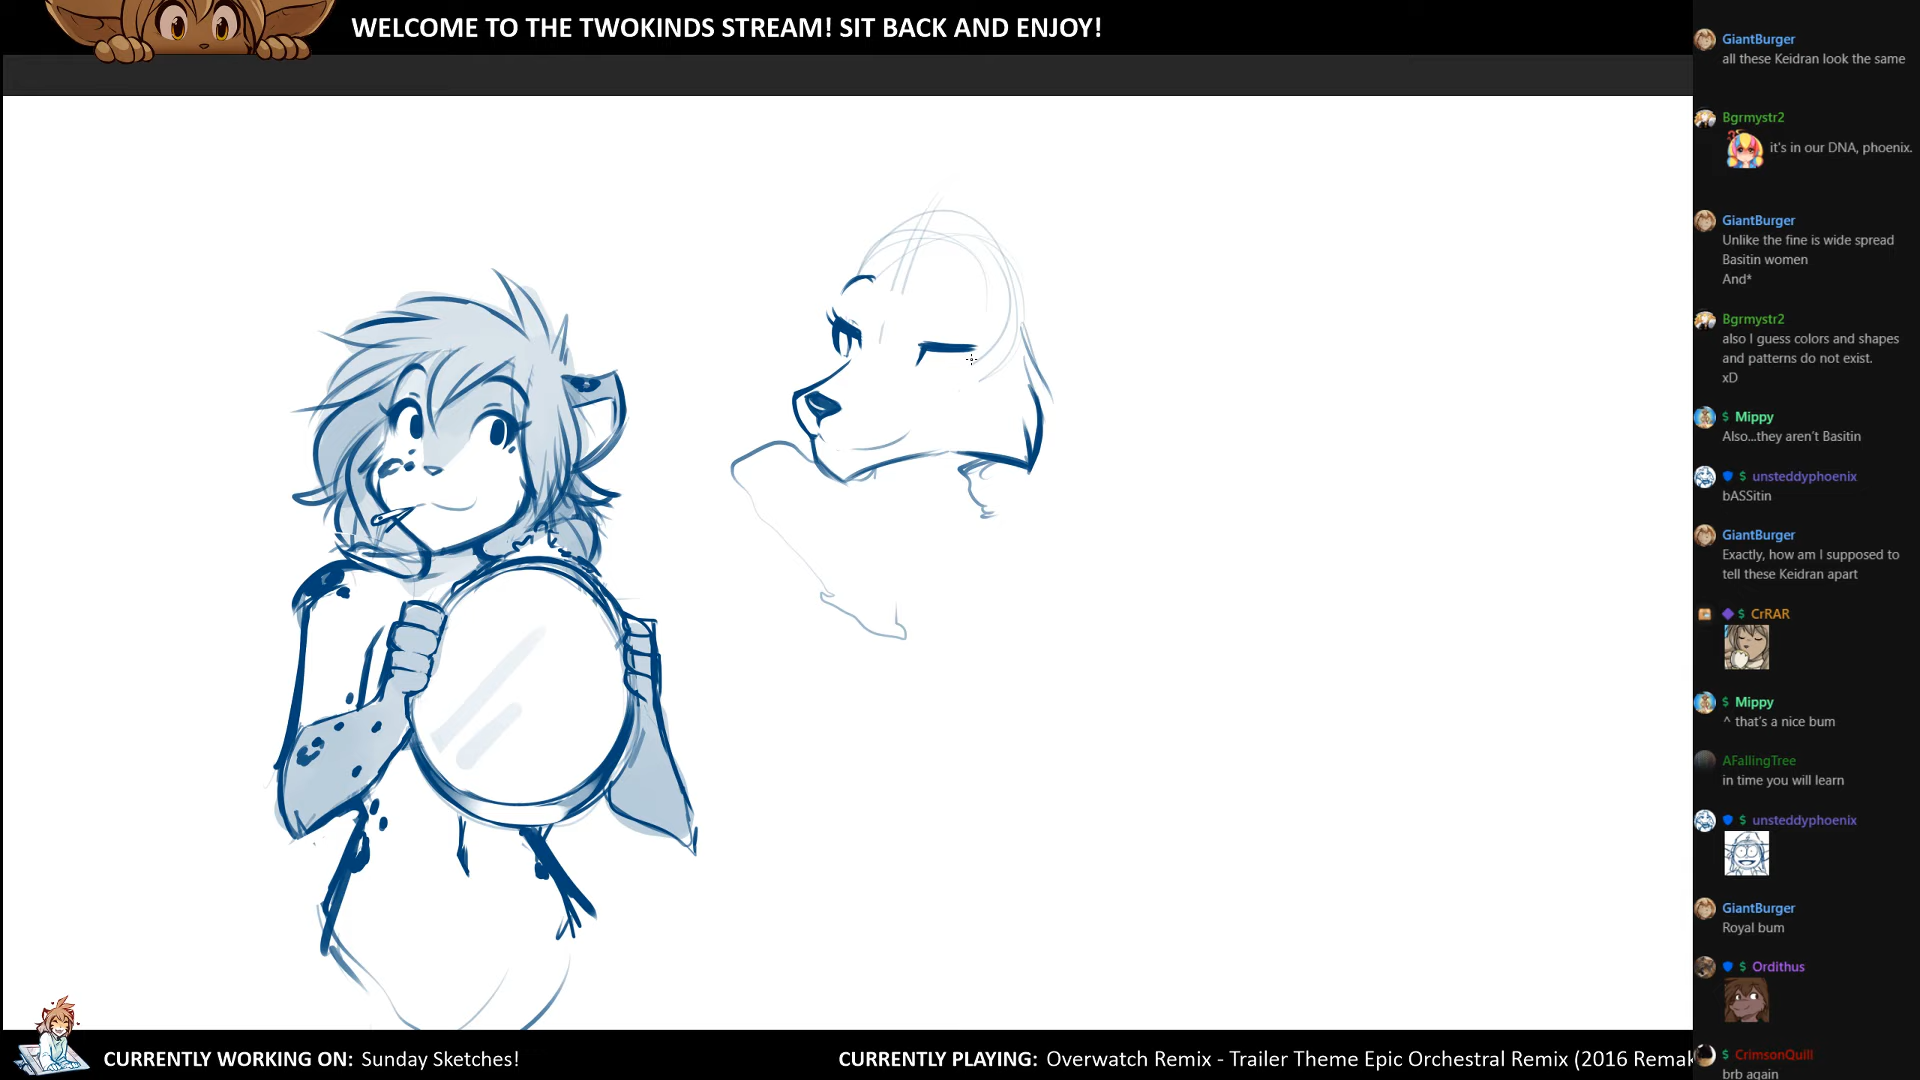 WELCOME TO THE TWOKINDS STREAM! SIT BACK AND ENJOY!
GiantBurger
all these Keidran look the same
Bgrmystr2
it's in our DNA, phoenix.
GiantBurger
Unlike the fine is wide spread
Basitin women
And*
Bgrmystr2
also I guess colors and shapes
and patterns do not exist.
xD
$ Mippy
Also...they aren't Basitin
$ unsteddyphoenix
bASSitin
GiantBurger
Exactly, how am I supposed to
tell these Keidran apart
$ CrRAR
$ Mippy
^ that's a nice bum
AFallingTree
in time you will learn
$ unsteddyphoenix
GiantBurger
Royal bum
$ Ordithus
$ CrimsonQuill
brb again
CURRENTLY WORKING ON: Sunday Sketches!
CURRENTLY PLAYING: Overwatch Remix - Trailer Theme Epic Orchestral Remix (2016 Remak